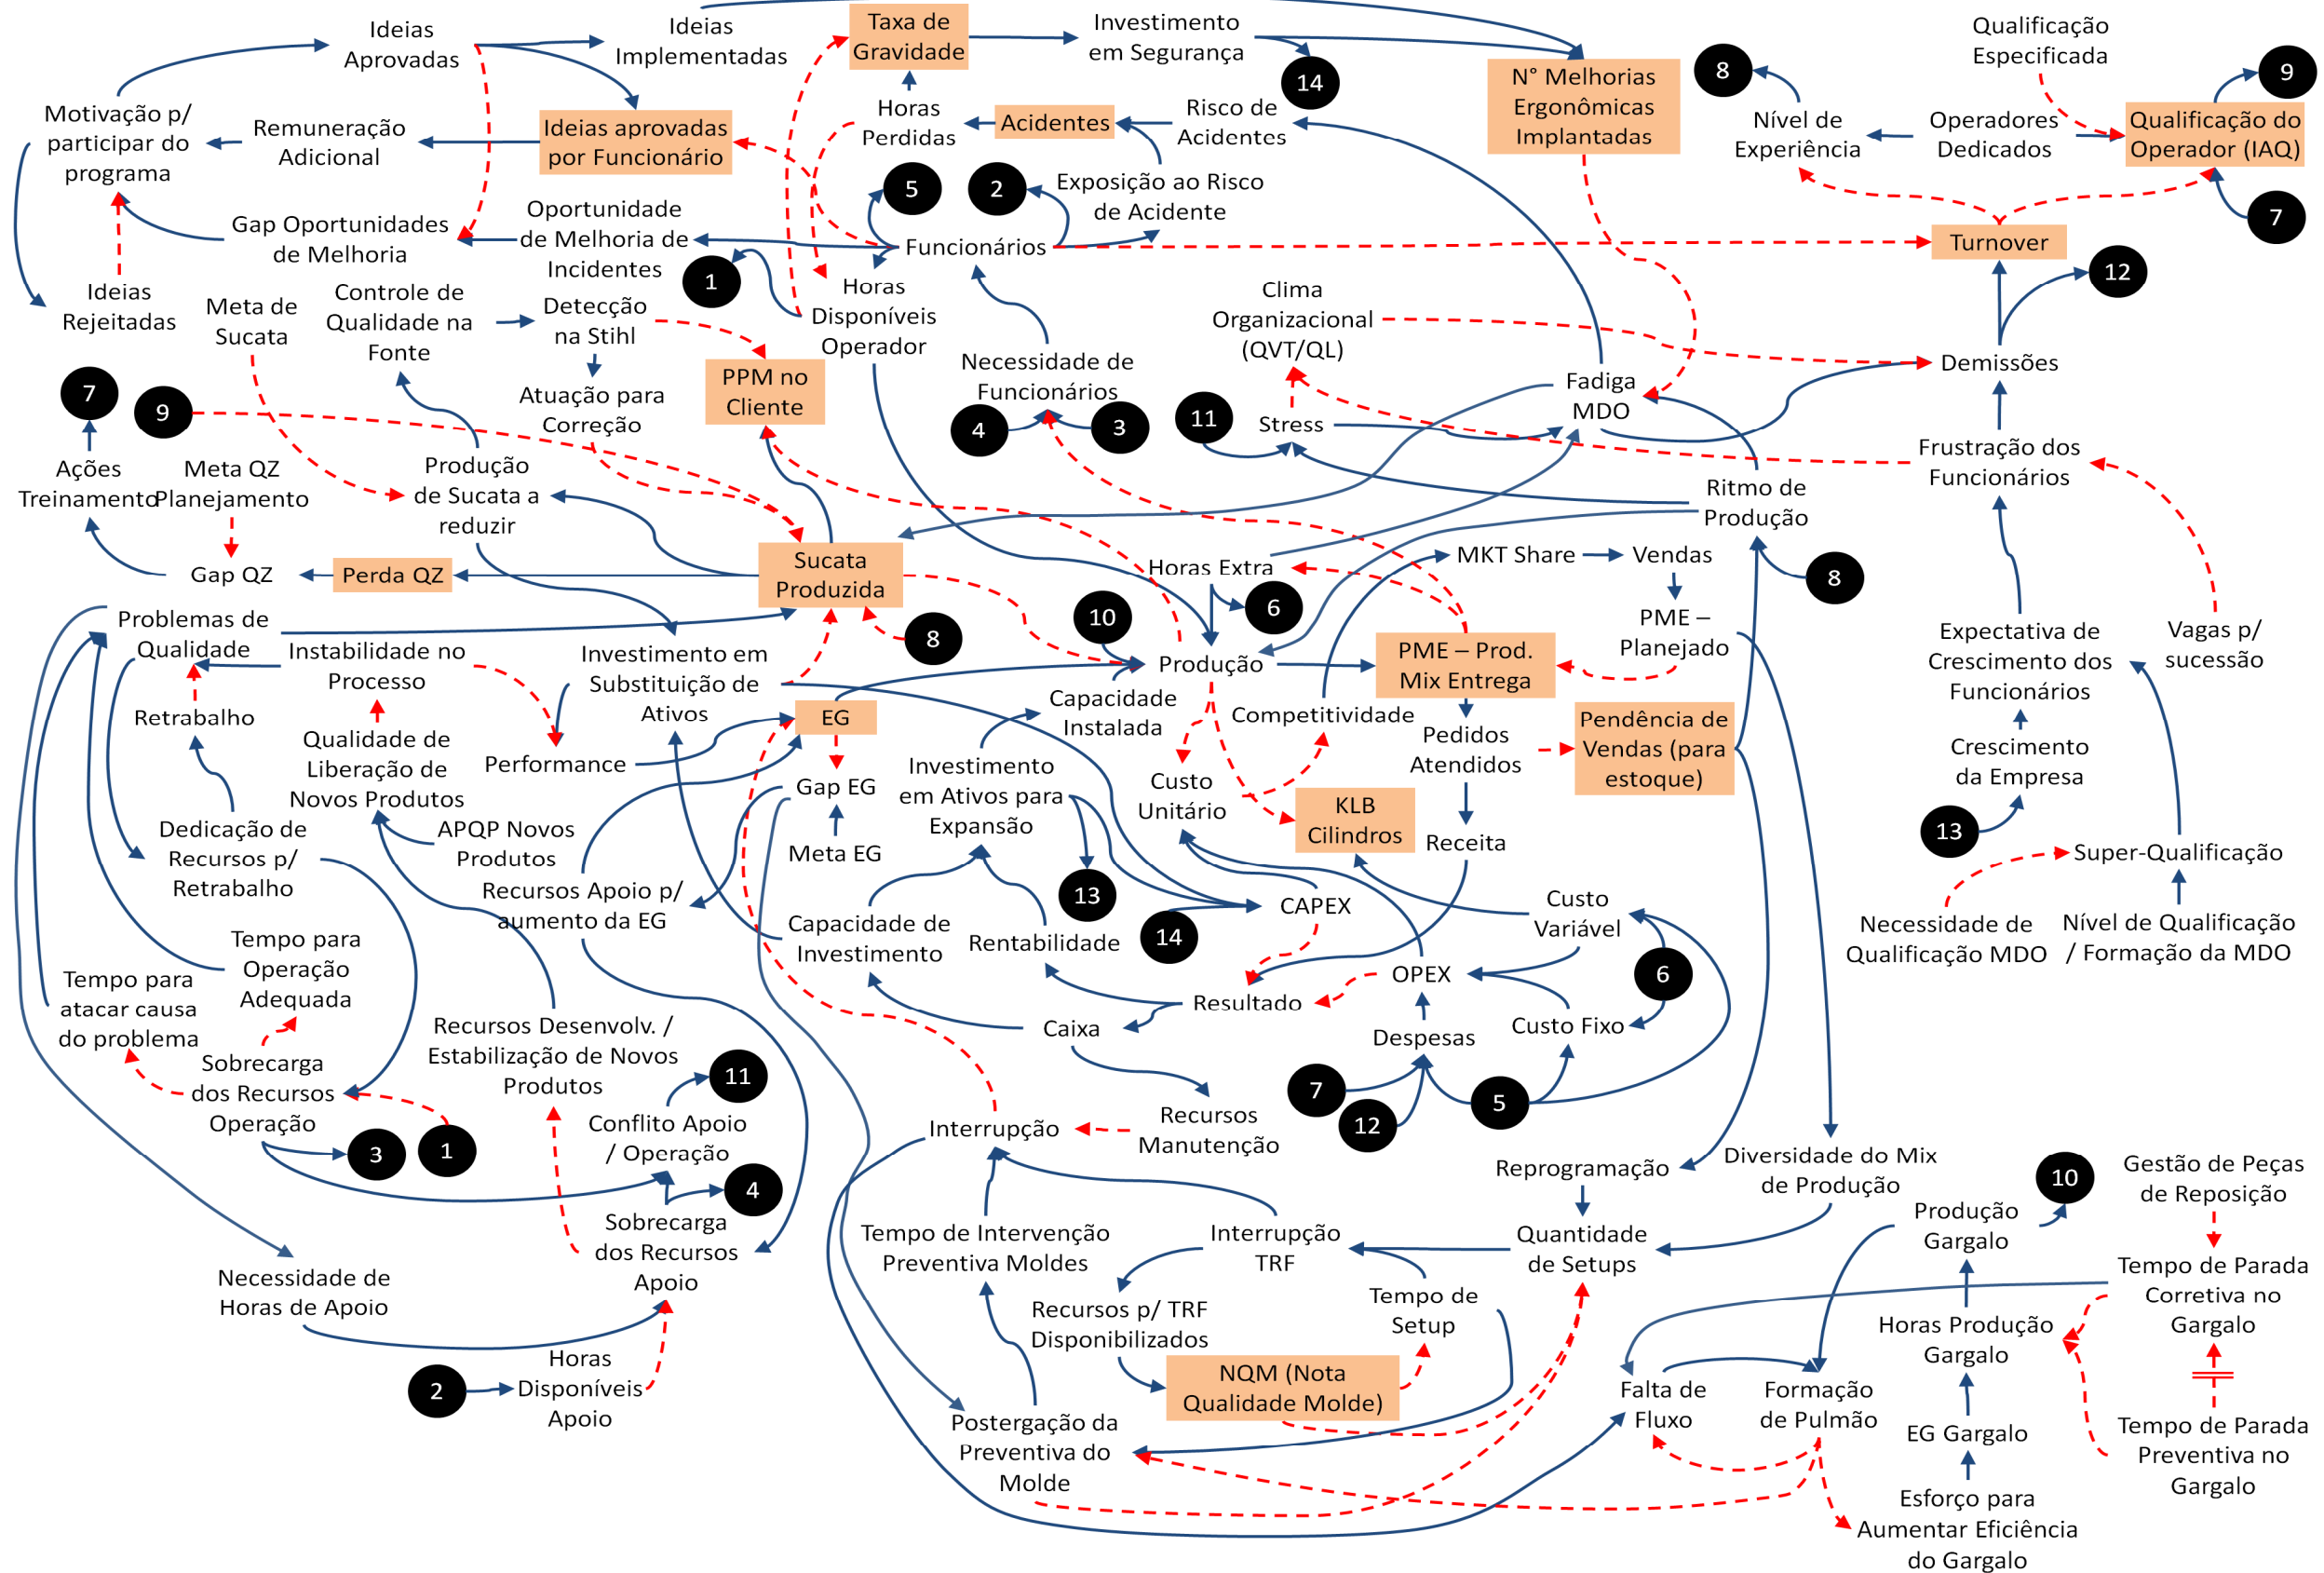 Ideias
Aprovadas
Ideias
Implementadas
Taxa de
Gravidade
Investimento
em Segurança
14
N° Melhorias
Ergonômicas
Implantadas
8
Qualificação
Especificada
9
Motivação p/
participar do
programa
Remuneração
Adicional
Ideias aprovadas
por Funcionário
Horas
Perdidas
Acidentes
Risco de
Acidentes
Nível de
Experiência
Operadores
Dedicados
Qualificação do
Operador (IAQ)
5
2
Exposição ao Risco
de Acidente
7
Gap Oportunidades
de Melhoria
Oportunidade
de Melhoria de
Incidentes
Funcionários
Turnover
1
12
Ideias
Rejeitadas
Meta de
Sucata
Controle de
Qualidade na
Fonte
Detecção
na Stihl
Horas
Disponíveis
Operador
Clima
Organizacional
(QVT/QL)
Necessidade de
Funcionários
Demissões
7
9
Atuação para
Correção
PPM no
Cliente
4
3
11
Stress
Fadiga
MDO
Frustração dos
Funcionários
Ações
Treinamento
Meta QZ
Planejamento
Produção
de Sucata a
reduzir
Ritmo de
Produção
Gap QZ
Perda QZ
Sucata
Produzida
Horas Extra
MKT Share
Vendas
8
6
10
8
Problemas de
Qualidade
Instabilidade no
Processo
Investimento em
Substituição de
Ativos
Produção
PME – Prod.
Mix Entrega
PME –
Planejado
Expectativa de
Crescimento dos
Funcionários
Vagas p/
sucessão
Retrabalho
Capacidade
Instalada
Competitividade
EG
Performance
Qualidade de
Liberação de
Novos Produtos
Gap EG
Investimento
em Ativos para
Expansão
Custo
Unitário
Pedidos
Atendidos
Pendência de
Vendas (para
estoque)
Crescimento
da Empresa
KLB
Cilindros
Receita
13
Dedicação de
Recursos p/
Retrabalho
APQP Novos
Produtos
Meta EG
Super-Qualificação
Recursos Apoio p/
aumento da EG
13
14
CAPEX
Custo
Variável
Capacidade de
Investimento
Rentabilidade
Necessidade de
Qualificação MDO
Nível de Qualificação
/ Formação da MDO
Tempo para
Operação
Adequada
Tempo para
atacar causa
do problema
OPEX
6
Resultado
Caixa
Custo Fixo
Despesas
Recursos Desenvolv. /
Estabilização de Novos
Produtos
Sobrecarga
dos Recursos
Operação
11
7
5
12
Conflito Apoio
/ Operação
Interrupção
Recursos
Manutenção
3
1
4
Reprogramação
Diversidade do Mix
de Produção
10
Gestão de Peças
de Reposição
Sobrecarga
dos Recursos
Apoio
Tempo de Intervenção
Preventiva Moldes
Interrupção
TRF
Quantidade
de Setups
Produção
Gargalo
Necessidade de
Horas de Apoio
Recursos p/ TRF
Disponibilizados
Tempo de
Setup
Horas Produção
Gargalo
Tempo de Parada
Corretiva no
Gargalo
2
Horas
Disponíveis
Apoio
NQM (Nota
Qualidade Molde)
Postergação da
Preventiva do
Molde
Falta de
Fluxo
Formação
de Pulmão
EG Gargalo
Tempo de Parada
Preventiva no
Gargalo
Esforço para
Aumentar Eficiência
do Gargalo